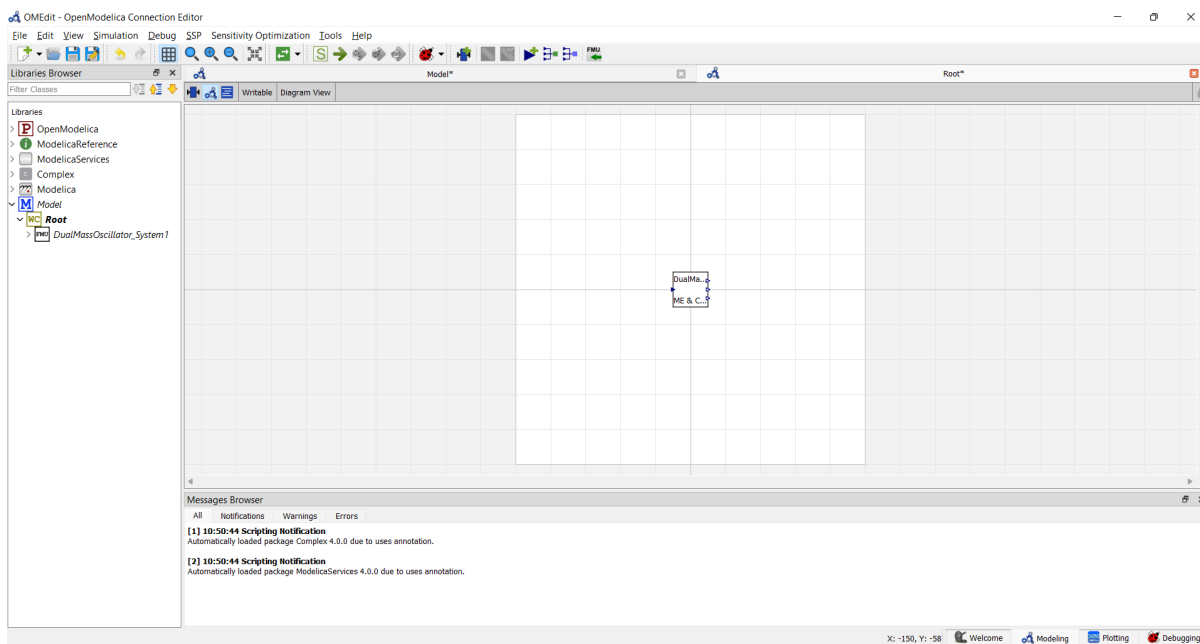 OMEdit - OpenModelica Connection Editor
File Edit View Simulation Debug SSP Sensitivity Optimization Tools Help
S
FMU
Libraries Browser
Model*
Root*
Filter Classes
Writable
Diagram View
Libraries
P OpenModelica
i ModelicaReference
ModelicaServices
C Complex
Modelica
M Model
WC Root
FMU DualMassOscillator_System1
DualMa...
ME & C...
Messages Browser
All Notifications Warnings Errors
[1] 10:50:44 Scripting Notification
Automatically loaded package Complex 4.0.0 due to uses annotation.
[2] 10:50:44 Scripting Notification
Automatically loaded package ModelicaServices 4.0.0 due to uses annotation.
X: -150, Y: -58 Welcome Modeling Plotting Debugging